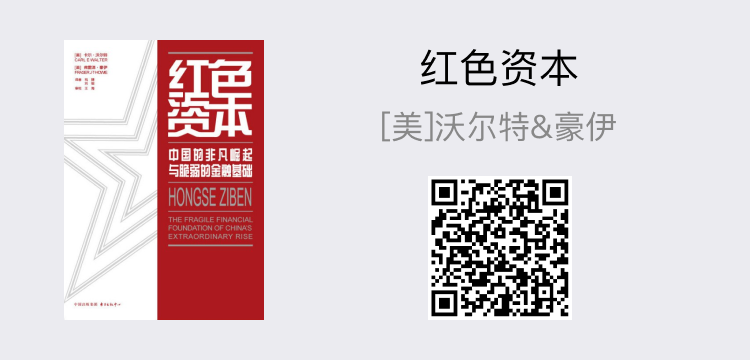 [美] 卡尔·沃尔特
CARL E.WALTER
[美] 弗雷泽·豪伊
FRASER J.T.HOWIE
红色
资本
中国的非凡崛起
与脆弱的金融基础
HONGSE ZIBEN
THE FRAGILE FINANCIAL
FOUNDATION OF CHINA'S
EXTRAORDINARY RISE
红色资本
[美]沃尔特&豪伊